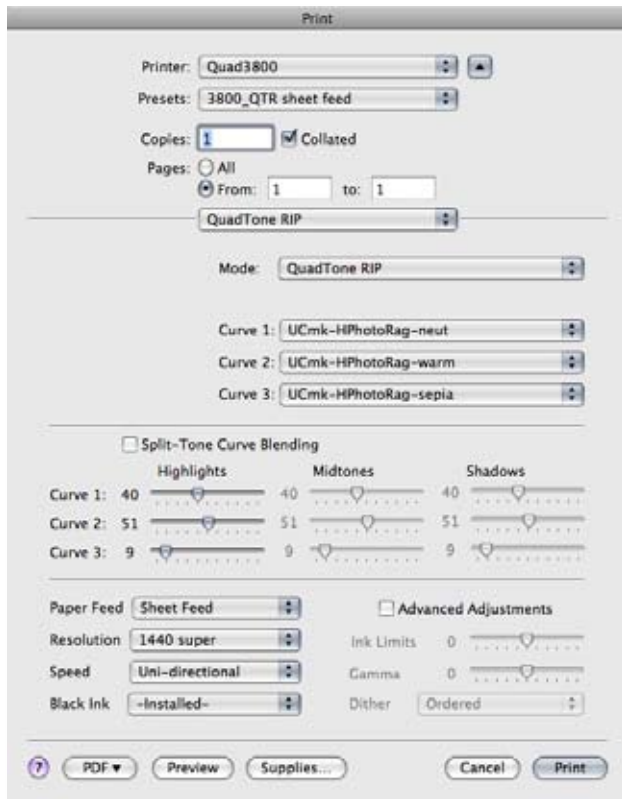 Print
Printer: Quad3800
Presets: 3800_QTR sheet feed
Copies: 1 Collated
Pages: All
From: 1 to: 1
QuadTone RIP
Mode: QuadTone RIP
Curve 1: UCmk-HPhotoRag-neut
Curve 2: UCmk-HPhotoRag-warm
Curve 3: UCmk-HPhotoRag-sepia
Split-Tone Curve Blending
Highlights Midtones Shadows
Curve 1: 40 40 40
Curve 2: 51 51 51
Curve 3: 9 9 9
Paper Feed Sheet Feed Advanced Adjustments
Resolution 1440 super Ink Limits 0
Speed Uni-directional Gamma 0
Black Ink -Installed- Dither Ordered
? PDF Preview Supplies... Cancel Print